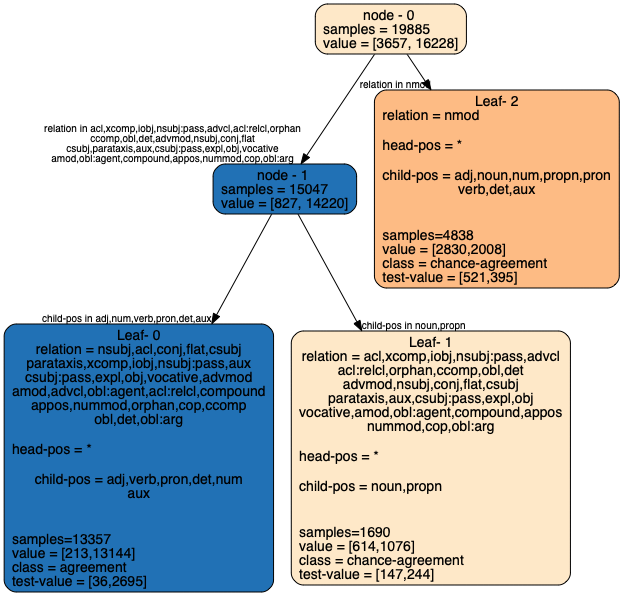 node - 0
samples = 19885
value = [3657, 16228]
relation in nmod
relation in acl,xcomp,iobj,nsubj:pass,advcl,acl:relcl,orphan
ccomp,obl,det,advmod,nsubj,conj,flat
csubj,parataxis,aux,csubj:pass,expl,obj,vocative
amod,obl:agent,compound,appos,nummod,cop,obl:arg
Leaf- 2
relation = nmod
head-pos = *
child-pos = adj,noun,num,propn,pron
verb,det,aux
samples=4838
value = [2830,2008]
class = chance-agreement
test-value = [521,395]
node - 1
samples = 15047
value = [827, 14220]
child-pos in adj,num,verb,pron,det,aux
child-pos in noun,propn
Leaf- 0
relation = nsubj,acl,conj,flat,csubj
parataxis,xcomp,iobj,nsubj:pass,aux
csubj:pass,expl,obj,vocative,advmod
amod,advcl,obl:agent,acl:relcl,compound
appos,nummod,orphan,cop,ccomp
obl,det,obl:arg
head-pos = *
child-pos = adj,verb,pron,det,num
aux
samples=13357
value = [213,13144]
class = agreement
test-value = [36,2695]
Leaf- 1
relation = acl,xcomp,iobj,nsubj:pass,advcl
acl:relcl,orphan,ccomp,obl,det
advmod,nsubj,conj,flat,csubj
parataxis,aux,csubj:pass,expl,obj
vocative,amod,obl:agent,compound,appos
nummod,cop,obl:arg
head-pos = *
child-pos = noun,propn
samples=1690
value = [614,1076]
class = chance-agreement
test-value = [147,244]